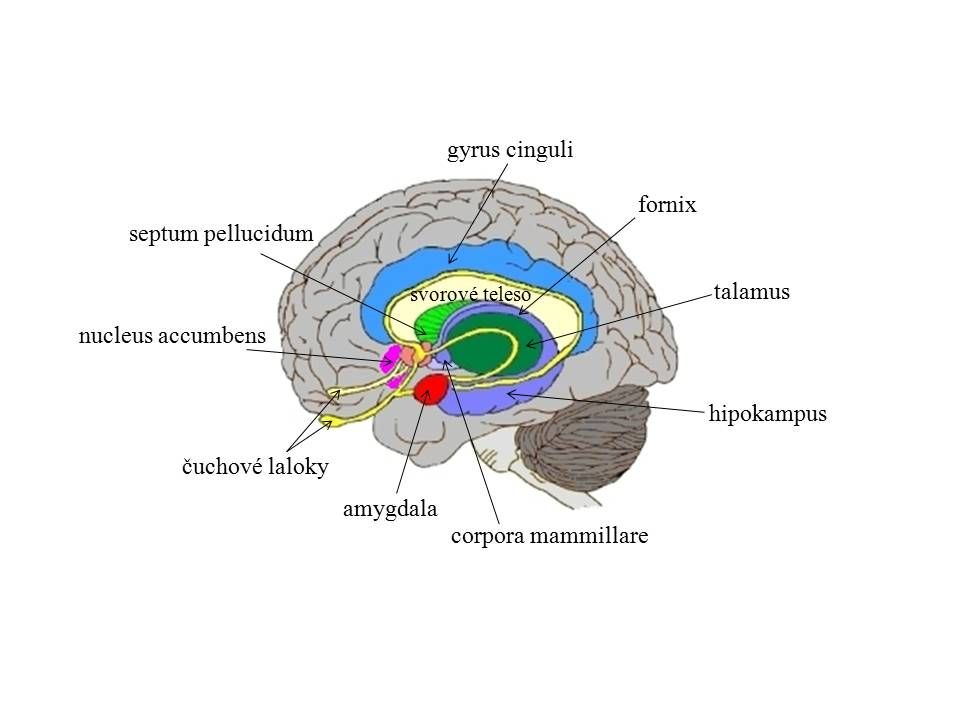 gyrus cinguli
fornix
septum pellucidum
svorové teleso
talamus
nucleus accumbens
hipokampus
čuchové laloky
amygdala
corpora mammillare